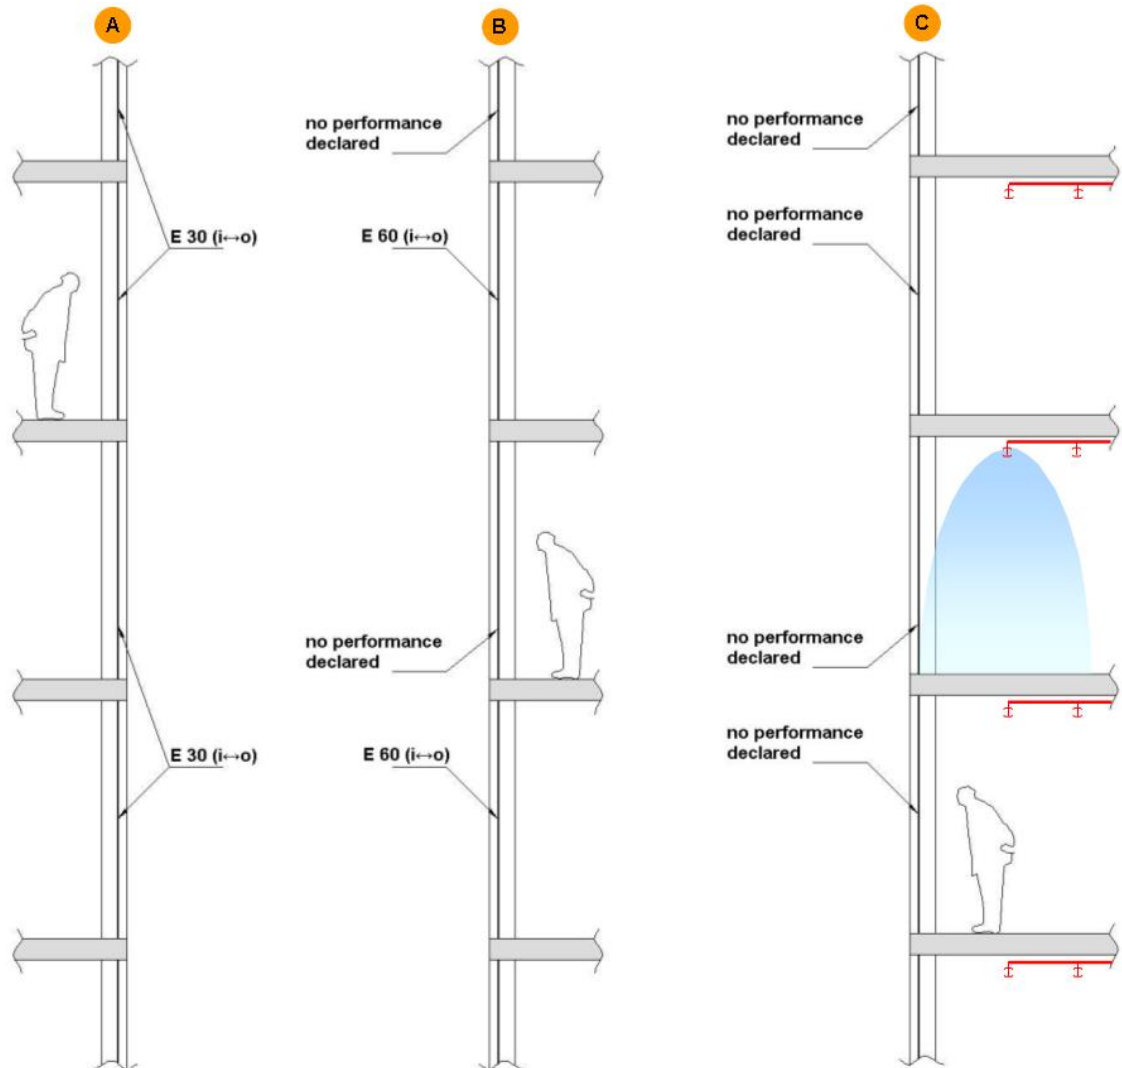 A
B
C
no performance
declared
no performance
declared
no performance
declared
E 30 (i↔o)
E 60 (i↔o)
no performance
declared
no performance
declared
E 30 (i↔o)
E 60 (i↔o)
no performance
declared